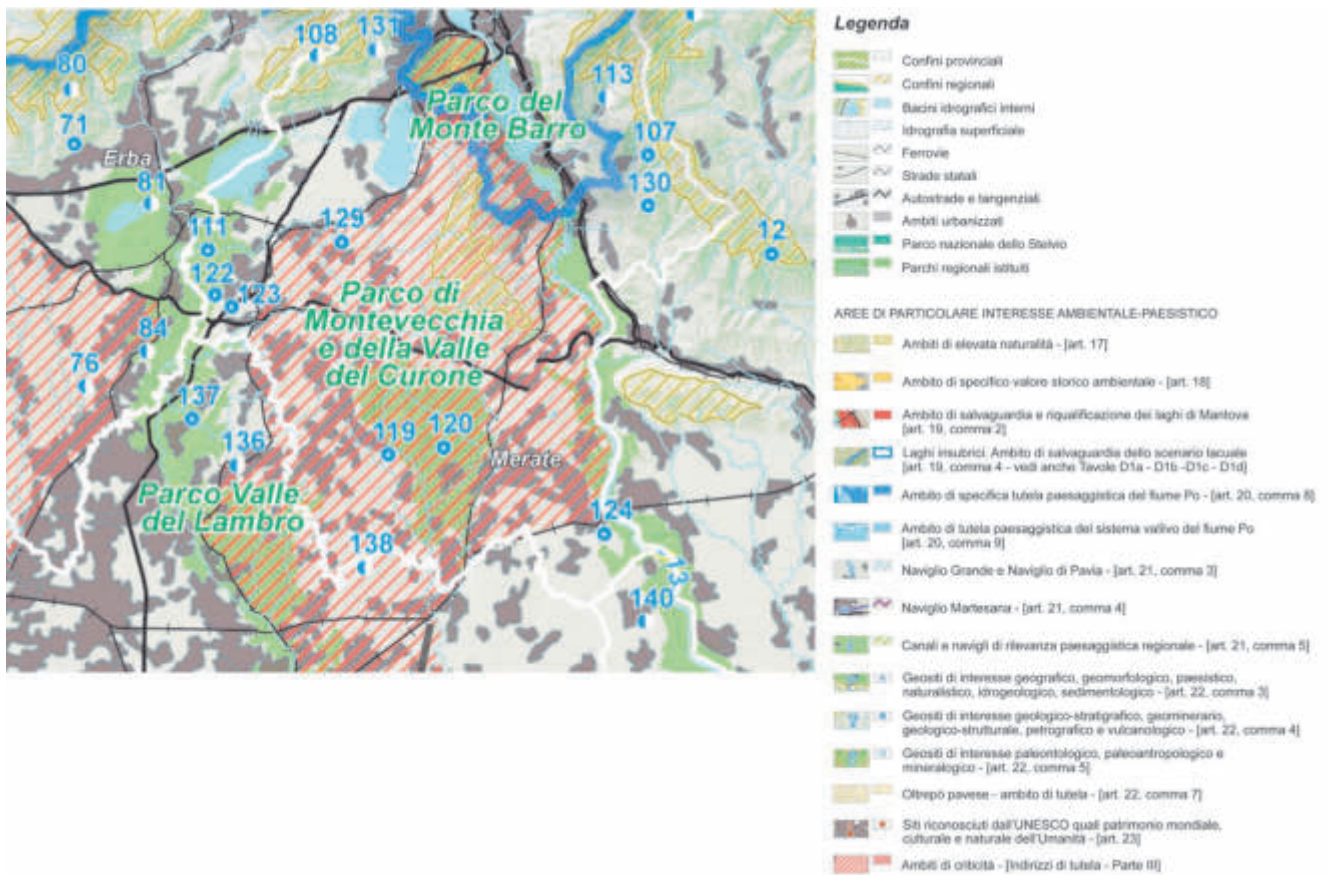 108
131
80
113
71
Parco del
Monte Barro
107
Erba
81
130
129
12
111
122
123
Parco di
Montevecchia
e della Valle
del Curone
84
76
137
119
120
136
Merate
Parco Valle
del Lambro
124
138
13
140
Legenda
Confini provinciali
Confini regionali
Bacini idrografici interni
Idrografia superficiale
Ferrovie
Strade statali
Autostrade e tangenziali
Ambiti urbanizzati
Parco nazionale dello Stelvio
Parchi regionali istituiti
AREE DI PARTICOLARE INTERESSE AMBIENTALE-PAESISTICO
Ambiti di elevata naturalità - [art. 17]
Ambito di specifico valore storico ambientale - [art. 18]
Ambito di salvaguardia e riqualificazione dei laghi di Mantova
[art. 19, comma 2]
Laghi insubrici. Ambito di salvaguardia dello scenario lacuale
[art. 19, comma 4 - vedi anche Tavole D1a - D1b -D1c - D1d]
Ambito di specifica tutela paesaggistica del fiume Po - [art. 20, comma 8]
Ambito di tutela paesaggistica del sistema vallivo del fiume Po
[art. 20, comma 9]
Naviglio Grande e Naviglio di Pavia - [art. 21, comma 3]
Naviglio Martesana - [art. 21, comma 4]
Canali e navigli di rilevanza paesaggistica regionale - [art. 21, comma 5]
Geositi di interesse geografico, geomorfologico, paesistico,
naturalistico, idrogeologico, sedimentologico - [art. 22, comma 3]
Geositi di interesse geologico-stratigrafico, geominerario,
geologico-strutturale, petrografico e vulcanologico - [art. 22, comma 4]
Geositi di interesse paleontologico, paleoantropologico e
mineralogico - [art. 22, comma 5]
Oltrepò pavese - ambito di tutela - [art. 22, comma 7]
Siti riconosciuti dall'UNESCO quali patrimonio mondiale,
culturale e naturale dell'Umanità - [art. 23]
Ambiti di criticità - [Indirizzi di tutela - Parte III]